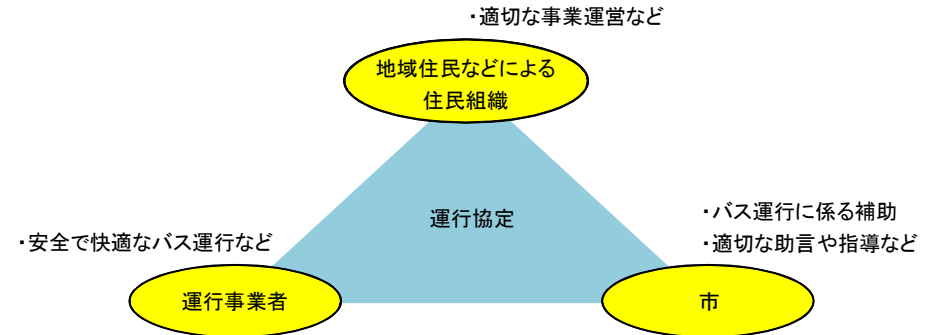 ・適切な事業運営など
地域住民などによる
住民組織
運行協定
・バス運行に係る補助
・安全で快適なバス運行など
・適切な助言や指導など
運行事業者
市